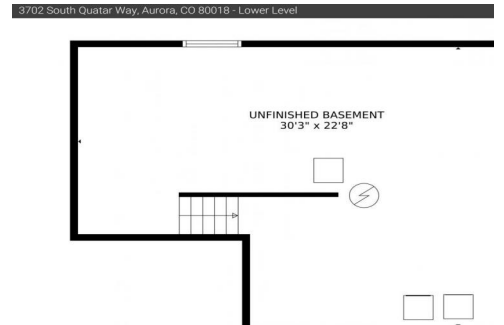 3702 South Quatar Way, Aurora, CO 80018 - Lower Level
UNFINISHED BASEMENT
30'3" x 22'8"